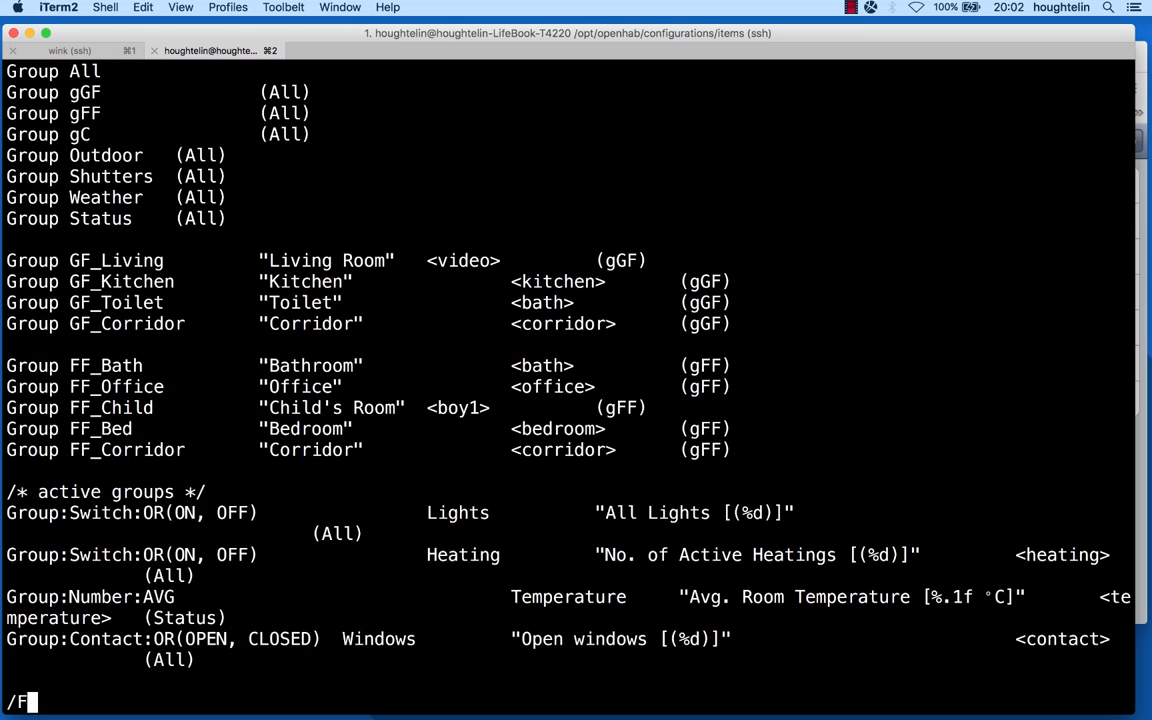 iTerm2 Shell Edit View Profiles Toolbelt Window Help 100% 20:02 houghtelin
1. houghtelin@houghtelin-LifeBook-T4220 /opt/openhab/configurations/items (ssh)
wink (ssh) ⌘1 houghtelin@houghte... ⌘2
Group All
Group gGF (All)
Group gFF (All)
Group gC (All)
Group Outdoor (All)
Group Shutters (All)
Group Weather (All)
Group Status (All)
Group GF_Living "Living Room" <video> (gGF)
Group GF_Kitchen "Kitchen" <kitchen> (gGF)
Group GF_Toilet "Toilet" <bath> (gGF)
Group GF_Corridor "Corridor" <corridor> (gGF)
Group FF_Bath "Bathroom" <bath> (gFF)
Group FF_Office "Office" <office> (gFF)
Group FF_Child "Child's Room" <boy1> (gFF)
Group FF_Bed "Bedroom" <bedroom> (gFF)
Group FF_Corridor "Corridor" <corridor> (gFF)
/* active groups */
Group:Switch:OR(ON, OFF) Lights "All Lights [(%d)]"
(All)
Group:Switch:OR(ON, OFF) Heating "No. of Active Heatings [(%d)]" <heating>
(All)
Group:Number:AVG Temperature "Avg. Room Temperature [%.1f °C]" <te
mperature> (Status)
Group:Contact:OR(OPEN, CLOSED) Windows "Open windows [(%d)]" <contact>
(All)
/F